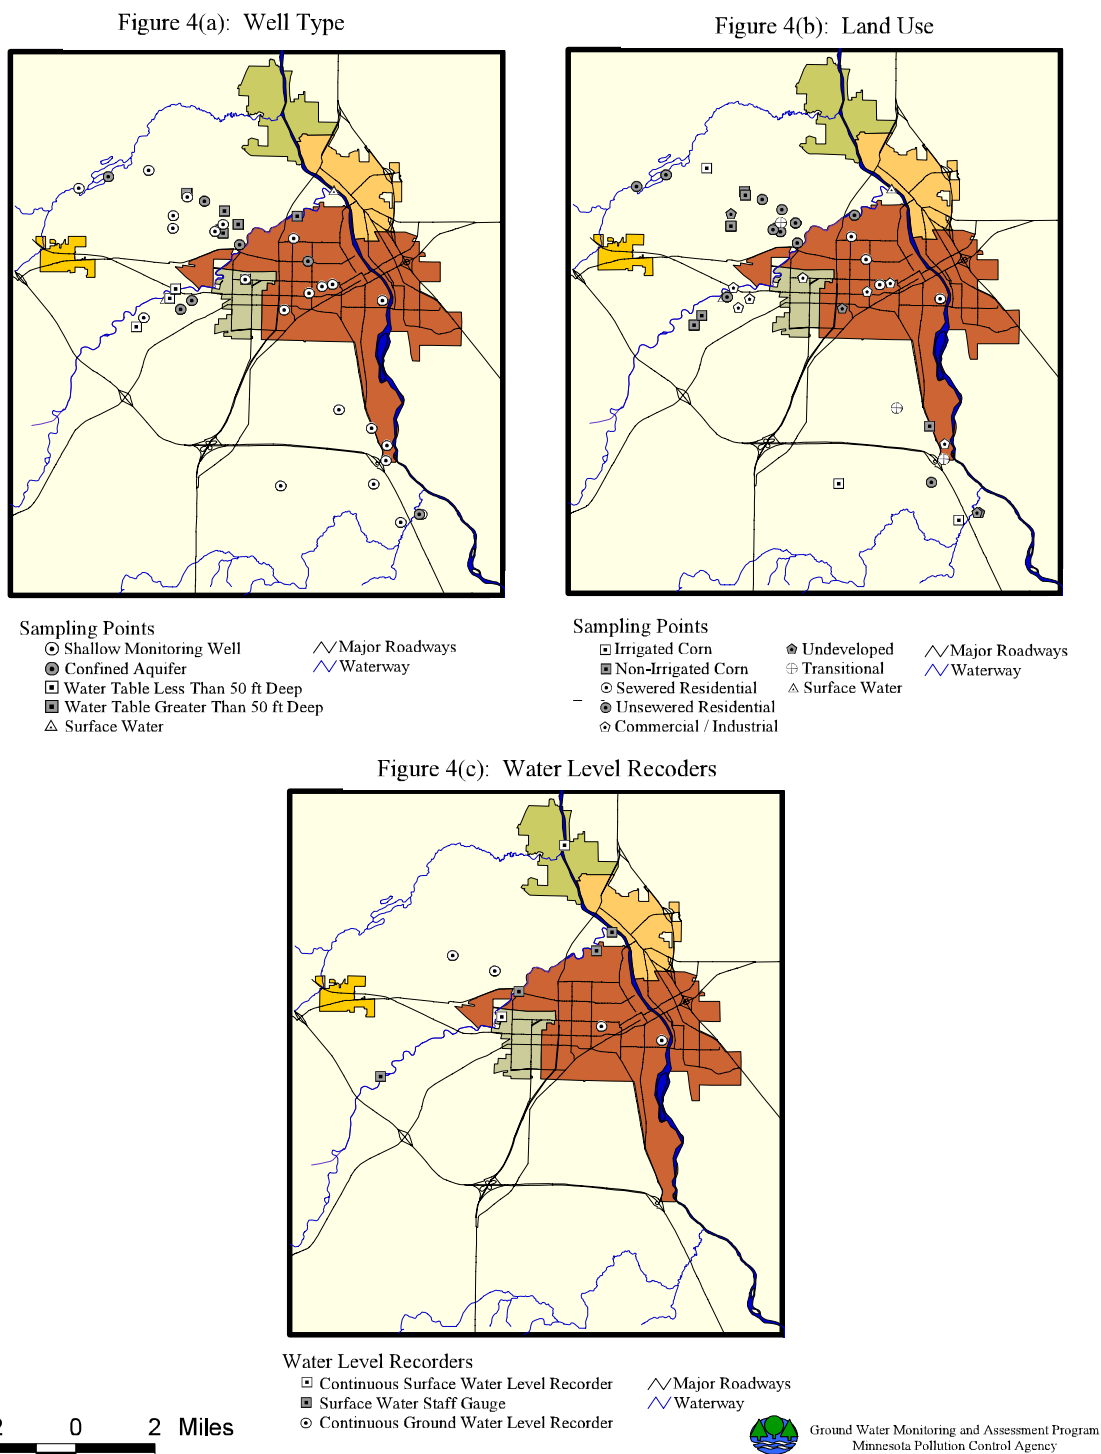 Figure 4(a): Well Type
Figure 4(b): Land Use
Sampling Points
Shallow Monitoring Well
Confined Aquifer
Water Table Less Than 50 ft Deep
Water Table Greater Than 50 ft Deep
Surface Water
Major Roadways
Waterway
Sampling Points
Irrigated Corn
Non-Irrigated Corn
Sewered Residential
Unsewered Residential
Commercial / Industrial
Undeveloped
Transitional
Surface Water
Major Roadways
Waterway
Figure 4(c): Water Level Recoders
Water Level Recorders
Continuous Surface Water Level Recorder
Surface Water Staff Gauge
Continuous Ground Water Level Recorder
Major Roadways
Waterway
2 0 2 Miles
Ground Water Monitoring and Assessment Program
Minnesota Pollution Control Agency